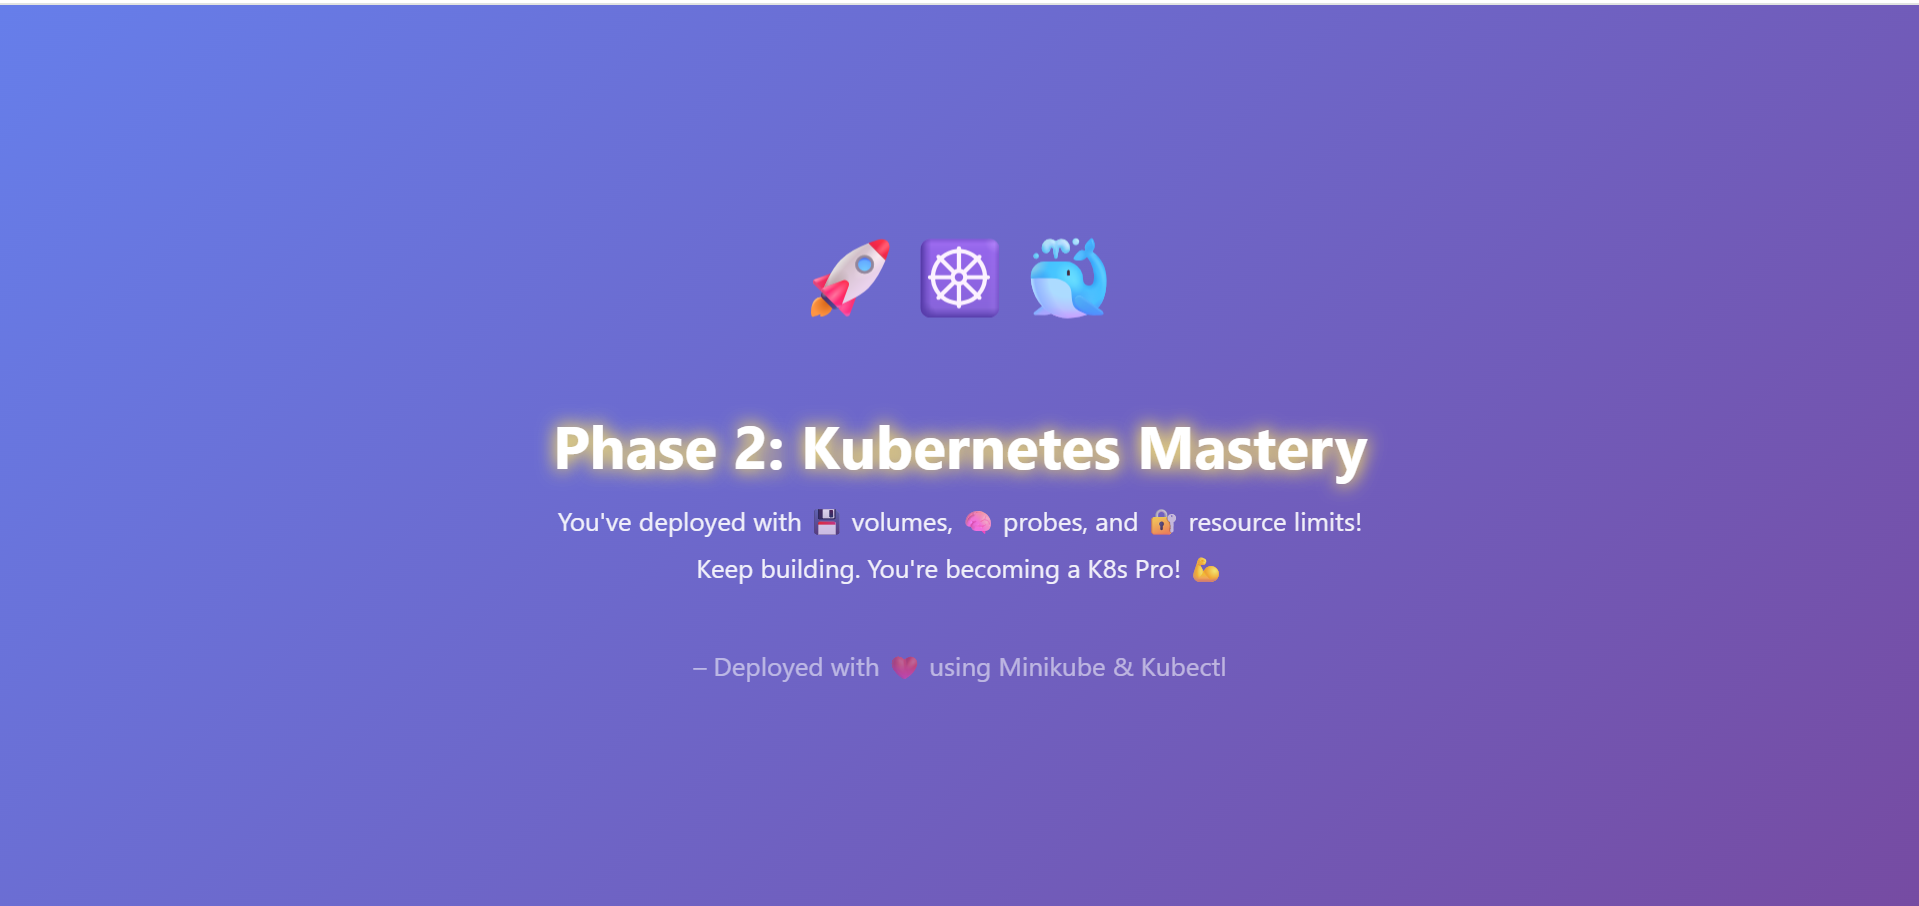 🚀 ☸️ 🐳
Phase 2: Kubernetes Mastery
You've deployed with 💾 volumes, 🧠 probes, and 🔐 resource limits!
Keep building. You're becoming a K8s Pro! 💪
– Deployed with ❤️ using Minikube & Kubectl